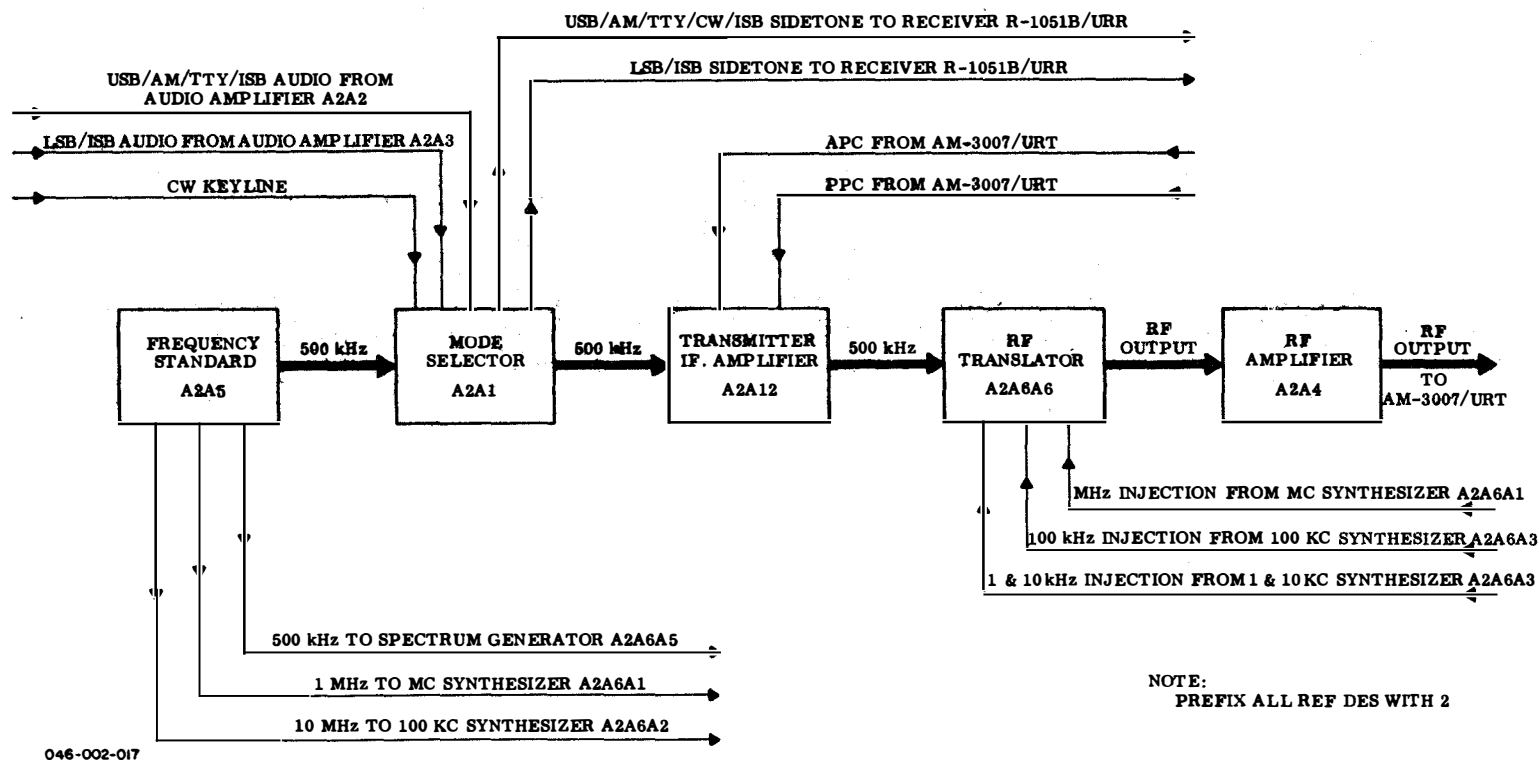 USB/AM/TTY/CW/ISB SIDETONE TO RECEIVER R-1051B/URR
LSB/ISB SIDETONE TO RECEIVER R-1051B/URR
USB/AM/TTY/ISB AUDIO FROM
AUDIO AMPLIFIER A2A2
LSB/ISB AUDIO FROM AUDIO AMPLIFIER A2A3
CW KEYLINE
APC FROM AM-3007/URT
PPC FROM AM-3007/URT
FREQUENCY
STANDARD
A2A5
500 kHz
MODE
SELECTOR
A2A1
500 kHz
TRANSMITTER
IF. AMPLIFIER
A2A12
500 kHz
RF
TRANSLATOR
A2A6A6
RF
OUTPUT
RF
AMPLIFIER
A2A4
RF
OUTPUT
TO
AM-3007/URT
MHz INJECTION FROM MC SYNTHESIZER A2A6A1
100 kHz INJECTION FROM 100 KC SYNTHESIZER A2A6A3
1 & 10 kHz INJECTION FROM 1 & 10 KC SYNTHESIZER A2A6A3
500 kHz TO SPECTRUM GENERATOR A2A6A5
1 MHz TO MC SYNTHESIZER A2A6A1
10 MHz TO 100 KC SYNTHESIZER A2A6A2
NOTE:
PREFIX ALL REF DES WITH 2
046-002-017